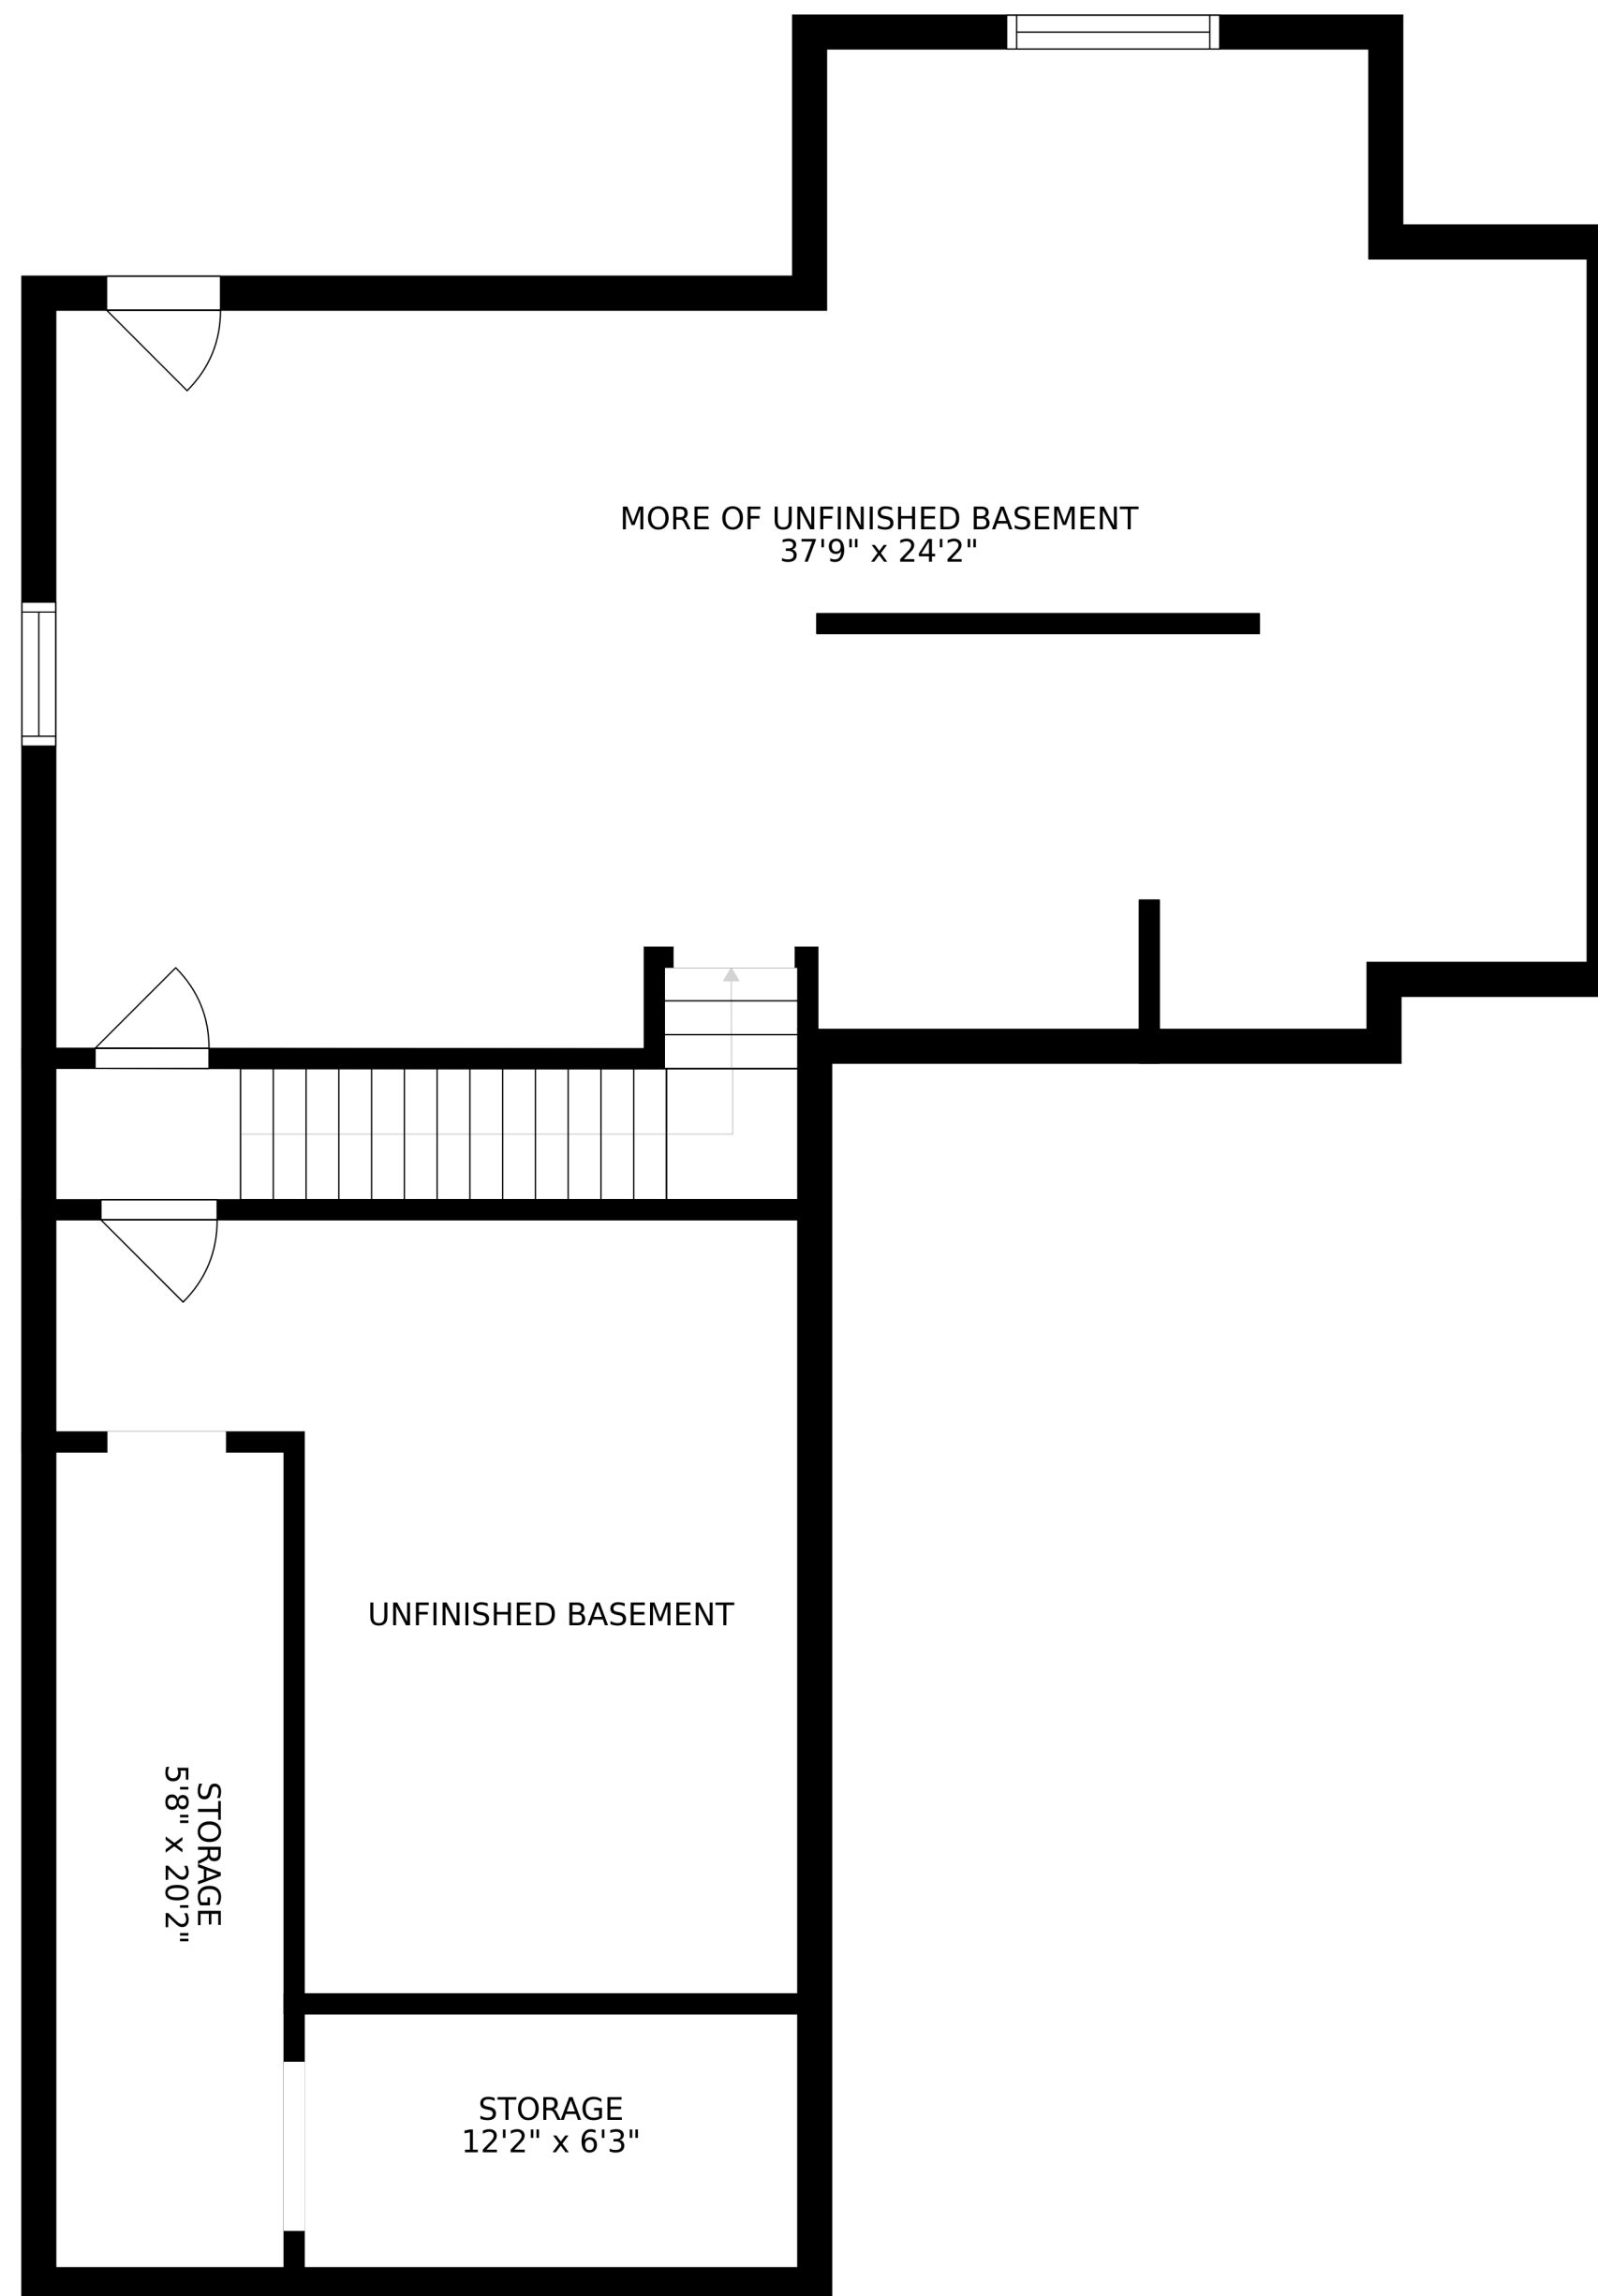 MORE OF UNFINISHED BASEMENT
37'9" x 24'2"
UNFINISHED BASEMENT
STORAGE
5'8" x 20'2"
STORAGE
12'2" x 6'3"